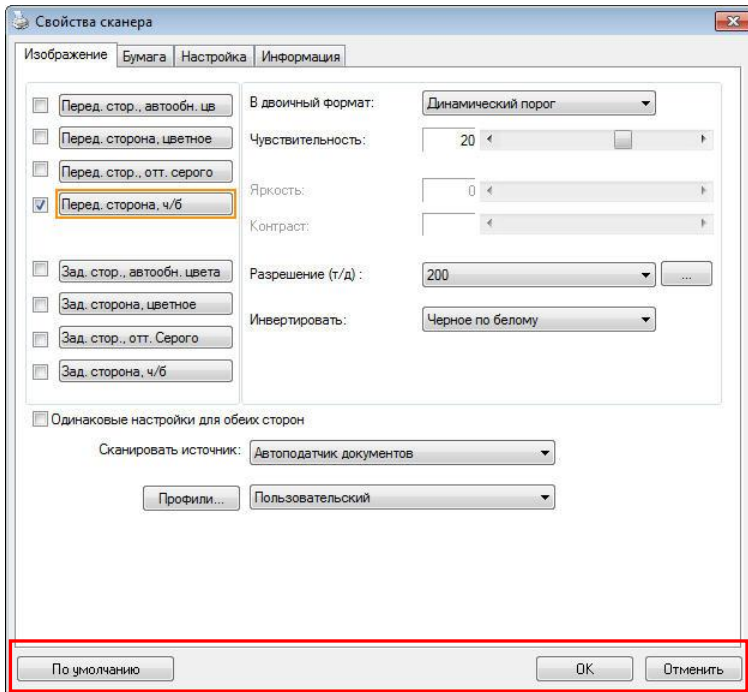 Свойства сканера
Изображение Бумага Настройка Информация
Перед. стор., автообн. цв
Перед. сторона, цветное
Перед. стор., отт. серого
Перед. сторона, ч/б
Зад. стор., автообн. цвета
Зад. сторона, цветное
Зад. стор., отт. Серого
Зад. сторона, ч/б
В двоичный формат: Динамический порог
Чувствительность: 20
Яркость: 0
Контраст:
Разрешение (т/д) : 200 ...
Инвертировать: Черное по белому
Одинаковые настройки для обеих сторон
Сканировать источник: Автоподатчик документов
Профили... Пользовательский
По умолчанию OK Отменить